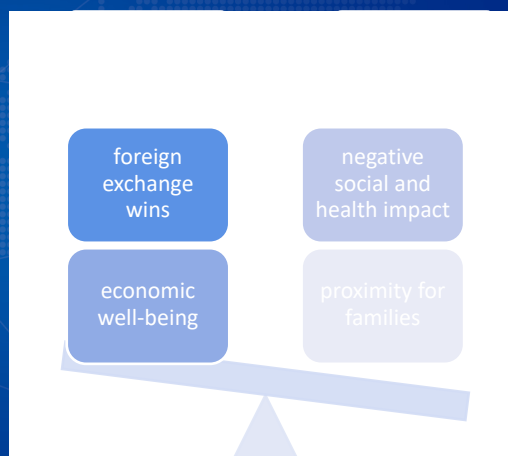 foreign
exchange
wins
negative
social and
health impact
economic
well-being
proximity for
families